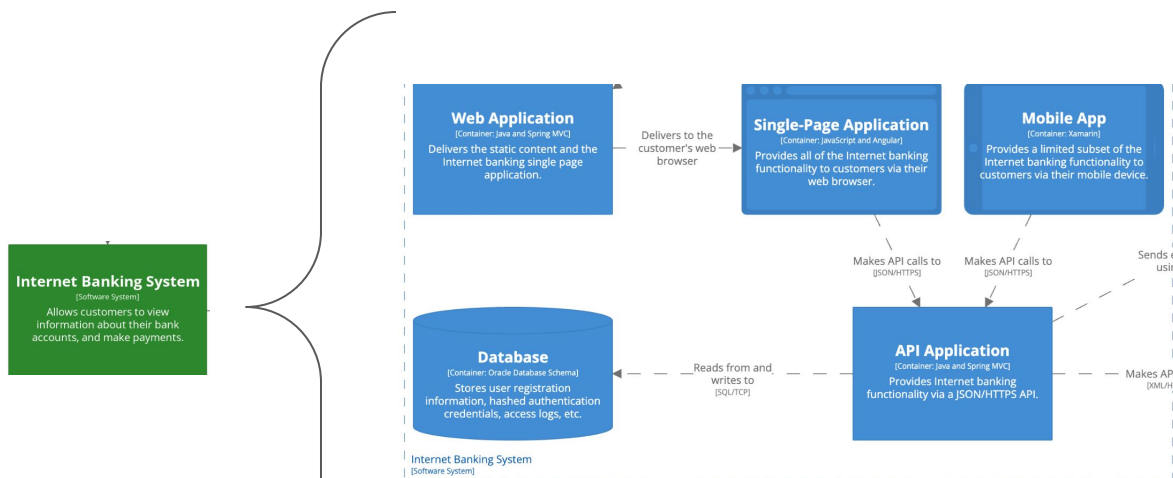 Internet Banking System
[Software System]
Allows customers to view
information about their bank
accounts, and make payments.
Web Application
[Container: Java and Spring MVC]
Delivers the static content and the
Internet banking single page
application.
Delivers to the
customer's web
browser
Single-Page Application
[Container: JavaScript and Angular]
Provides all of the Internet banking
functionality to customers via their
web browser.
Mobile App
[Container: Xamarin]
Provides a limited subset of the
Internet banking functionality to
customers via their mobile device.
Makes API calls to
[JSON/HTTPS]
Makes API calls to
[JSON/HTTPS]
Sends e
usin
Database
[Container: Oracle Database Schema]
Stores user registration
information, hashed authentication
credentials, access logs, etc.
Reads from and
writes to
[SQL/TCP]
API Application
[Container: Java and Spring MVC]
Provides Internet banking
functionality via a JSON/HTTPS API.
Makes AP
[XML/H
Internet Banking System
[Software System]